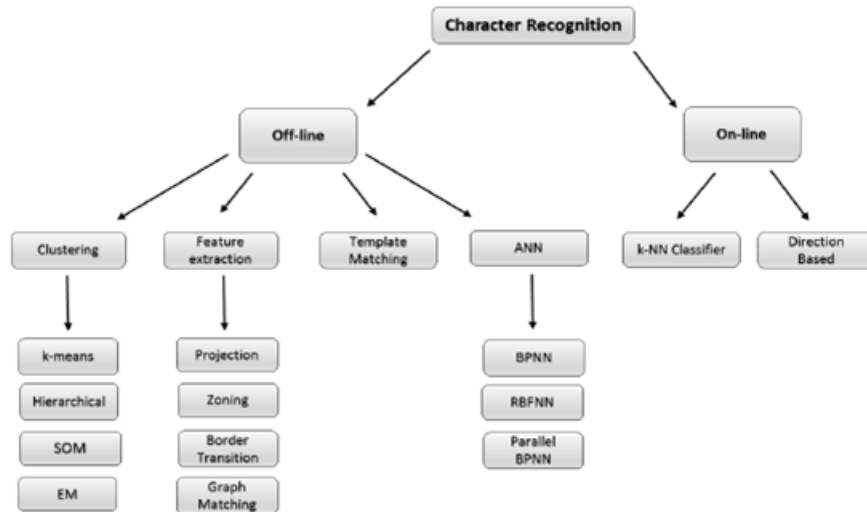 Character Recognition
Off-line
On-line
Clustering
Feature
extraction
Template
Matching
ANN
k-NN Classifier
Direction
Based
k-means
Projection
BPNN
Hierarchical
Zoning
RBFNN
SOM
Border
Transition
Parallel
BPNN
EM
Graph
Matching